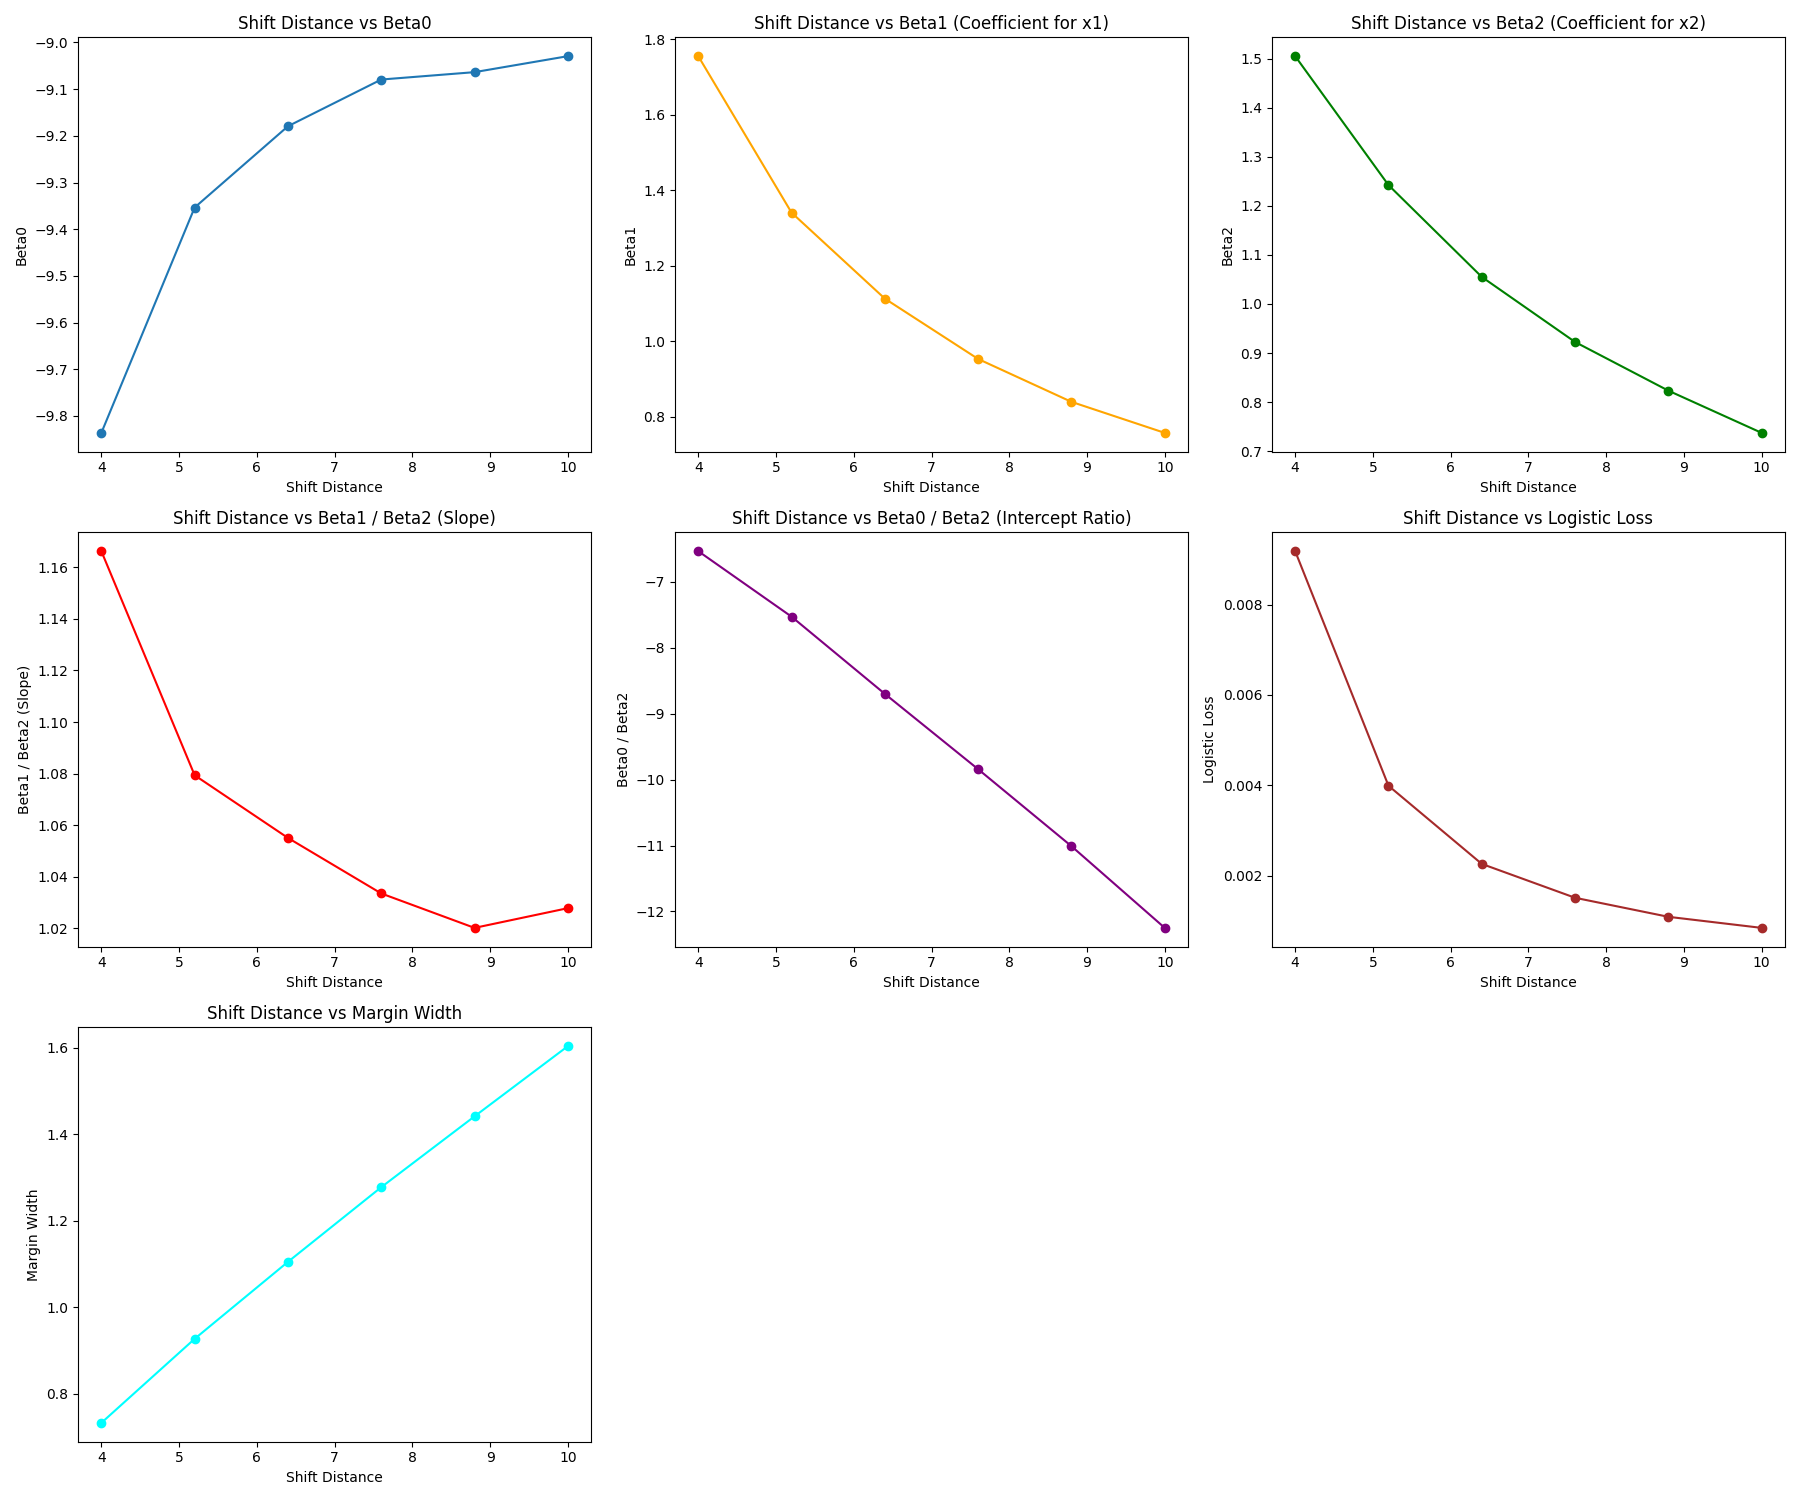 Shift Distance vs Beta0
Beta0
−9.0
−9.1
−9.2
−9.3
−9.4
−9.5
−9.6
−9.7
−9.8
4 5 6 7 8 9 10
Shift Distance
Shift Distance vs Beta1 (Coefficient for x1)
Beta1
1.8
1.6
1.4
1.2
1.0
0.8
4 5 6 7 8 9 10
Shift Distance
Shift Distance vs Beta2 (Coefficient for x2)
Beta2
1.5
1.4
1.3
1.2
1.1
1.0
0.9
0.8
0.7
4 5 6 7 8 9 10
Shift Distance
Shift Distance vs Beta1 / Beta2 (Slope)
Beta1 / Beta2 (Slope)
1.16
1.14
1.12
1.10
1.08
1.06
1.04
1.02
4 5 6 7 8 9 10
Shift Distance
Shift Distance vs Beta0 / Beta2 (Intercept Ratio)
Beta0 / Beta2
−7
−8
−9
−10
−11
−12
4 5 6 7 8 9 10
Shift Distance
Shift Distance vs Logistic Loss
Logistic Loss
0.008
0.006
0.004
0.002
4 5 6 7 8 9 10
Shift Distance
Shift Distance vs Margin Width
Margin Width
1.6
1.4
1.2
1.0
0.8
4 5 6 7 8 9 10
Shift Distance